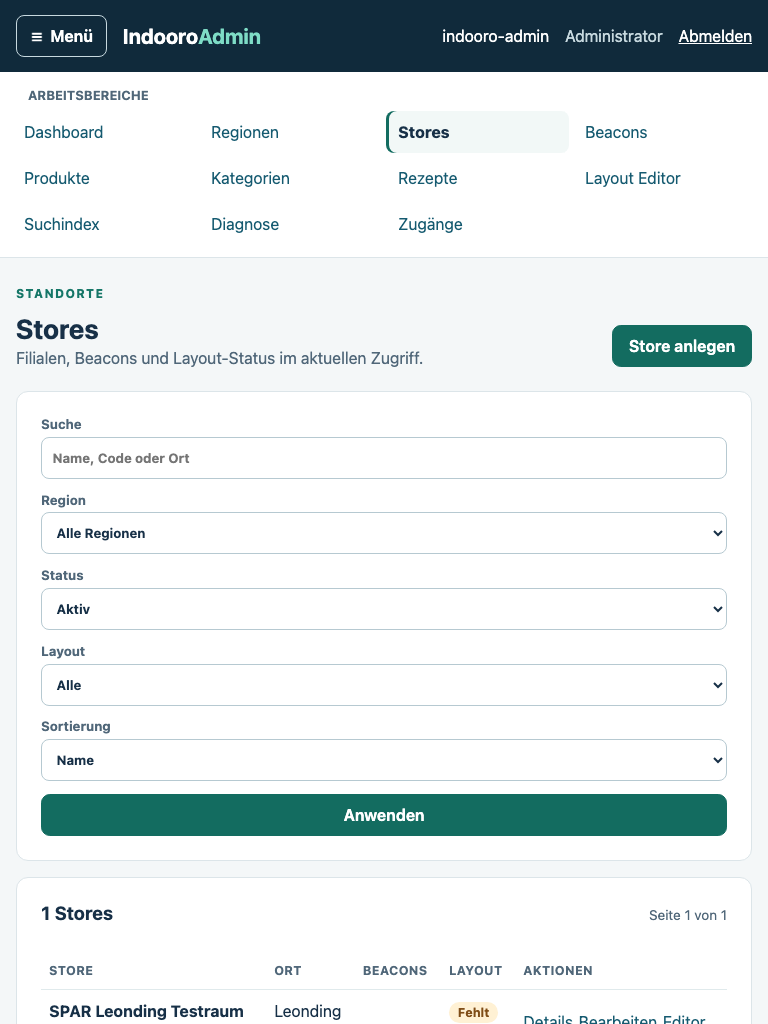 ≡ Menü IndooroAdmin indooro-admin Administrator Abmelden
ARBEITSBEREICHE
Dashboard Regionen Stores Beacons
Produkte Kategorien Rezepte Layout Editor
Suchindex Diagnose Zugänge
STANDORTE
Stores
Filialen, Beacons und Layout-Status im aktuellen Zugriff.
Store anlegen
Suche
Name, Code oder Ort
Region
Alle Regionen
Status
Aktiv
Layout
Alle
Sortierung
Name
Anwenden
1 Stores Seite 1 von 1
STORE ORT BEACONS LAYOUT AKTIONEN
SPAR Leonding Testraum Leonding Fehlt Details Bearbeiten Editor